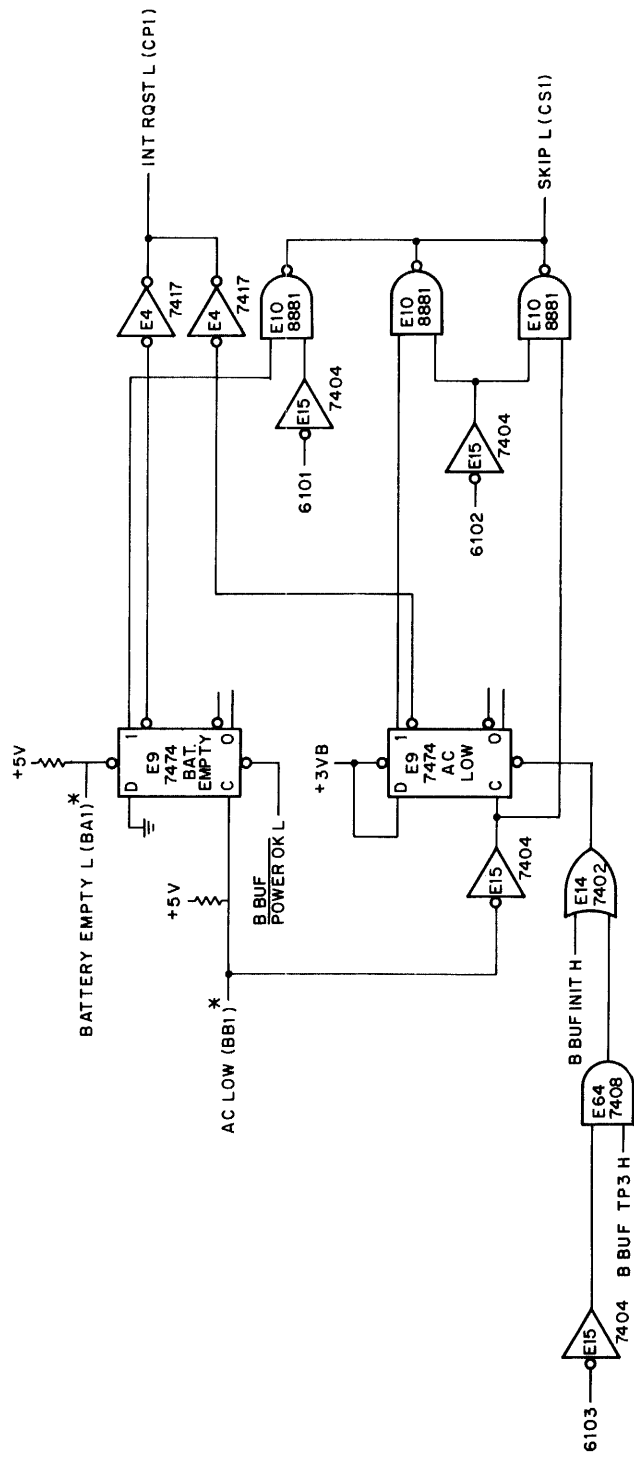 INT RQST L (CP1)
E4
7417
E4
7417
E10
8881
E15
7404
6101
E10
8881
E10
8881
SKIP L (CS1)
E15
7404
6102
+5V
BATTERY EMPTY L (BA1) *
D
1
E9
7474
BAT.
EMPTY
C
0
+5V
B BUF
POWER OK L
AC LOW (BB1) *
+3VB
D
1
E9
7474
AC
LOW
C
0
E15
7404
B BUF INIT H
E14
7402
E64
7408
B BUF TP3 H
E15
7404
6103